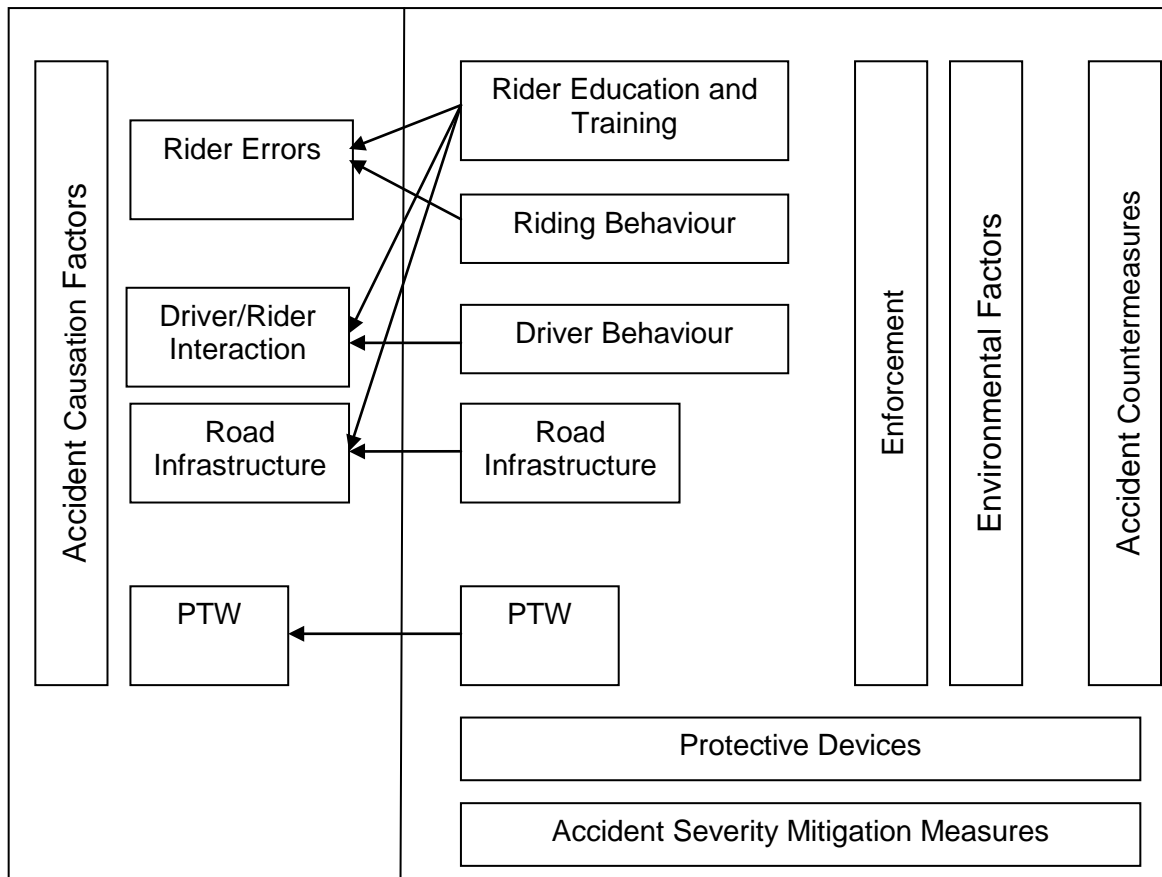 Accident Causation Factors
Rider Errors
Driver/Rider
Interaction
Road
Infrastructure
PTW
Rider Education and
Training
Riding Behaviour
Driver Behaviour
Road
Infrastructure
PTW
Enforcement
Environmental Factors
Accident Countermeasures
Protective Devices
Accident Severity Mitigation Measures